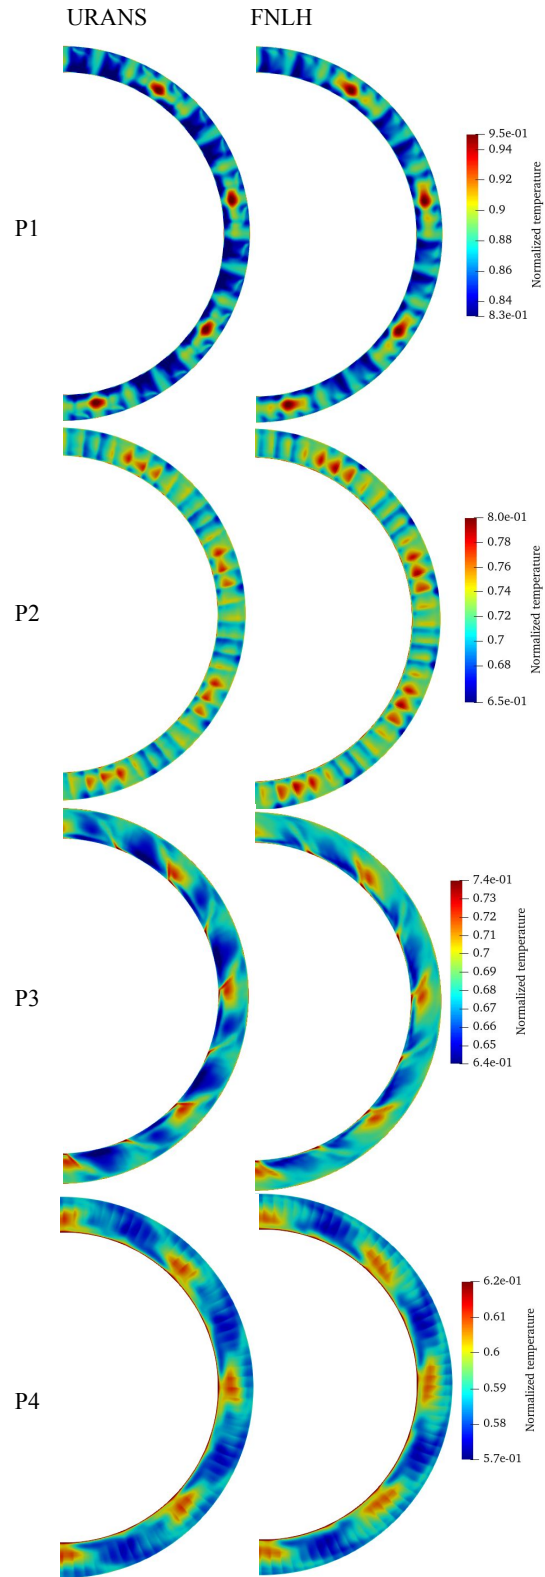 URANS FNLH
P1
9.5e-01
0.94
0.92
0.9
0.88
0.86
0.84
8.3e-01
Normalized temperature
P2
8.0e-01
0.78
0.76
0.74
0.72
0.7
0.68
6.5e-01
Normalized temperature
P3
7.4e-01
0.73
0.72
0.71
0.7
0.69
0.68
0.67
0.66
0.65
6.4e-01
Normalized temperature
P4
6.2e-01
0.61
0.6
0.59
0.58
5.7e-01
Normalized temperature